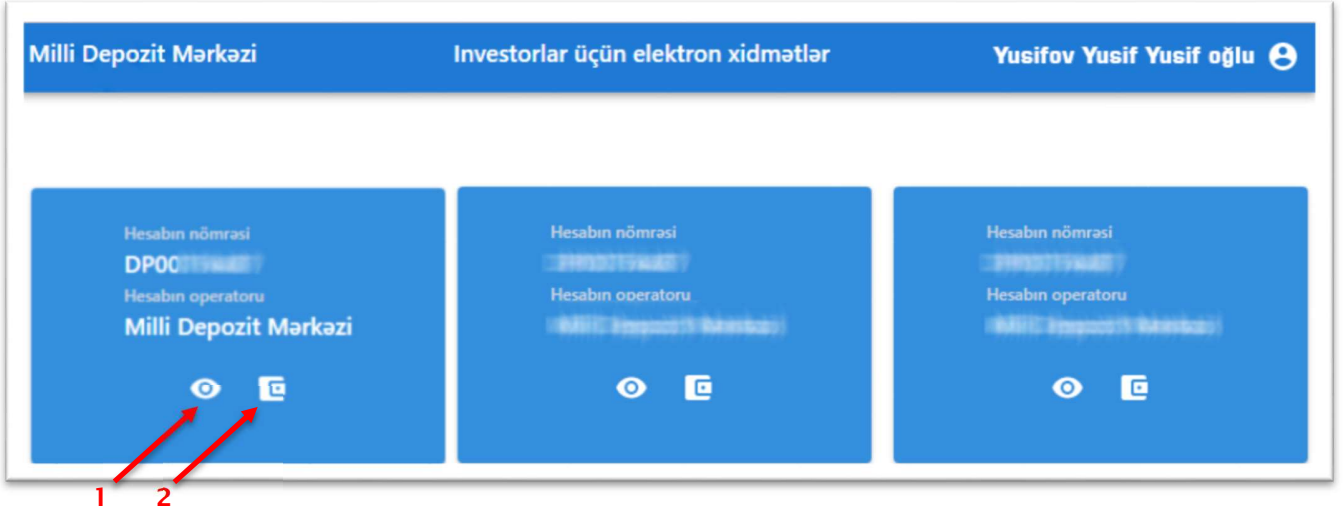 Milli Depozit Mərkəzi
Investorlar üçün elektron xidmətlər
Yusifov Yusif Yusif oğlu
Hesabın nömrəsi
DP00
Hesabın operatoru
Milli Depozit Mərkəzi
Hesabın nömrəsi
Hesabın operatoru
Hesabın nömrəsi
Hesabın operatoru
1
2